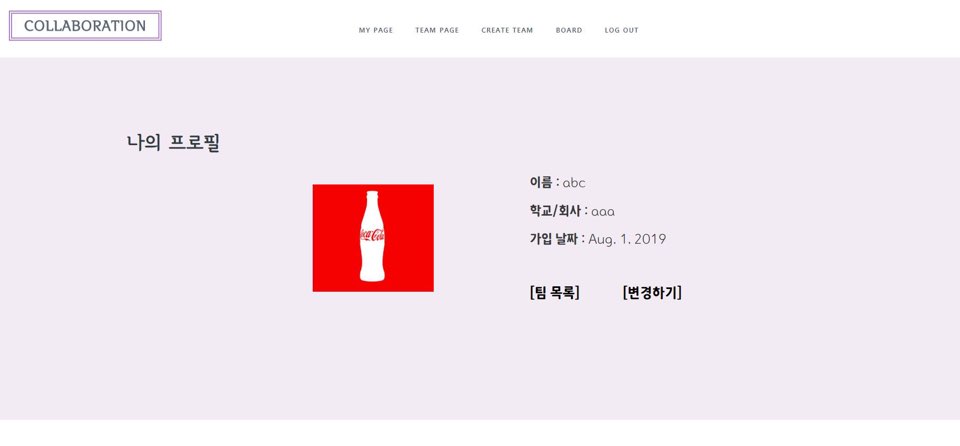 COLLABORATION
MY PAGE TEAM PAGE CREATE TEAM BOARD LOG OUT
나의 프로필
이름 : abc
Coca-Cola
학교/회사 : aaa
가입 날짜 : Aug. 1, 2019
[팀 목록] [변경하기]